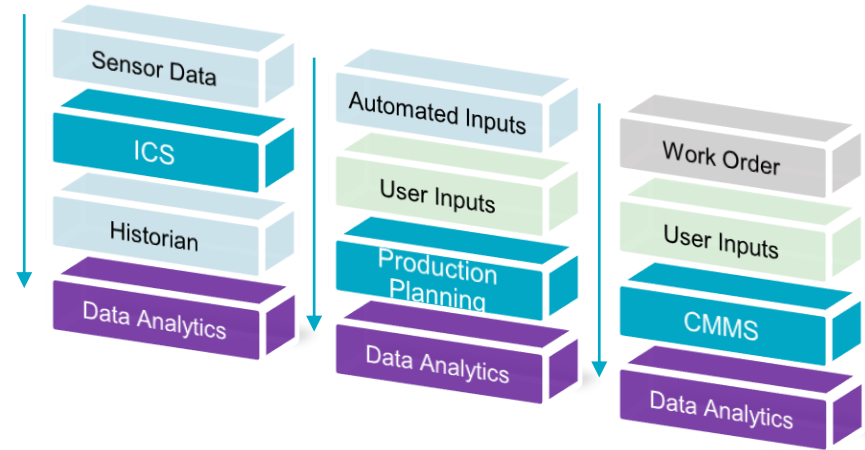 Sensor Data
ICS
Historian
Data Analytics
Automated Inputs
User Inputs
Production
Planning
Data Analytics
Work Order
User Inputs
CMMS
Data Analytics